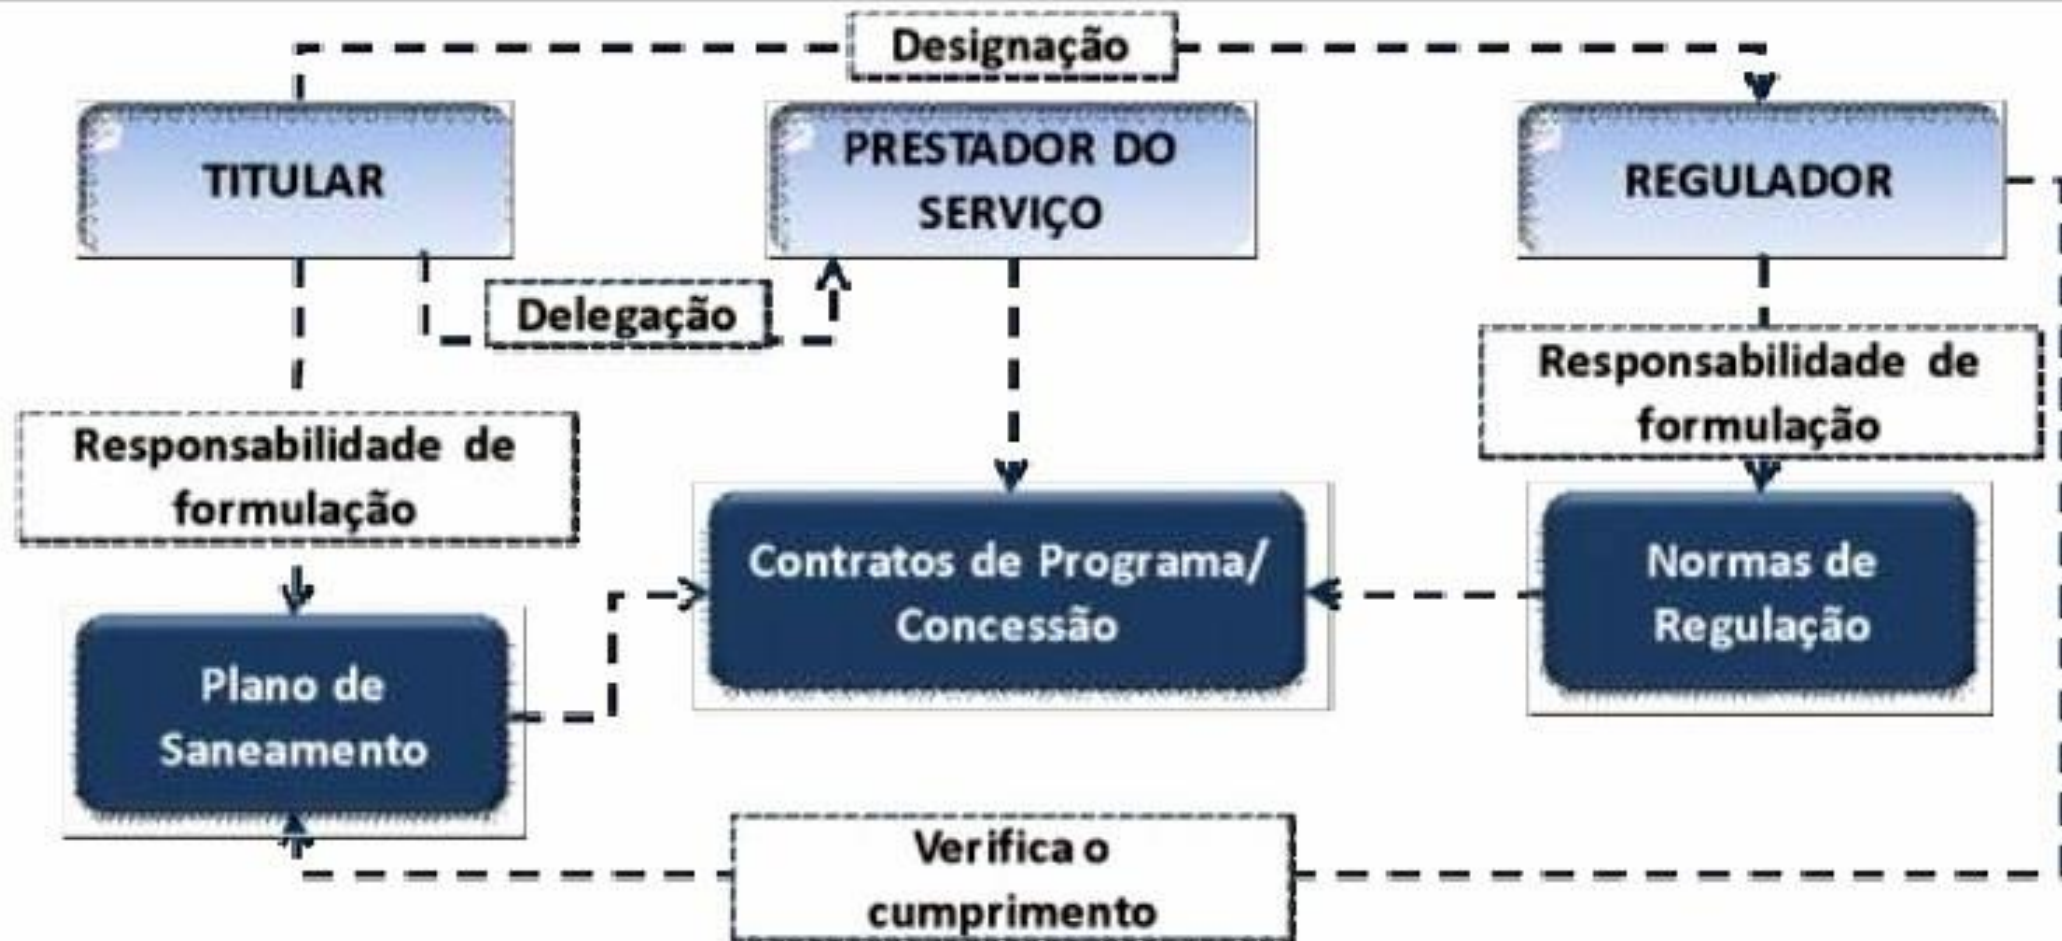 Designação
TITULAR
PRESTADOR DO
SERVIÇO
REGULADOR
Delegação
Responsabilidade de
formulação
Responsabilidade de
formulação
Contratos de Programa/
Concessão
Normas de
Regulação
Plano de
Saneamento
Verifica o
cumprimento